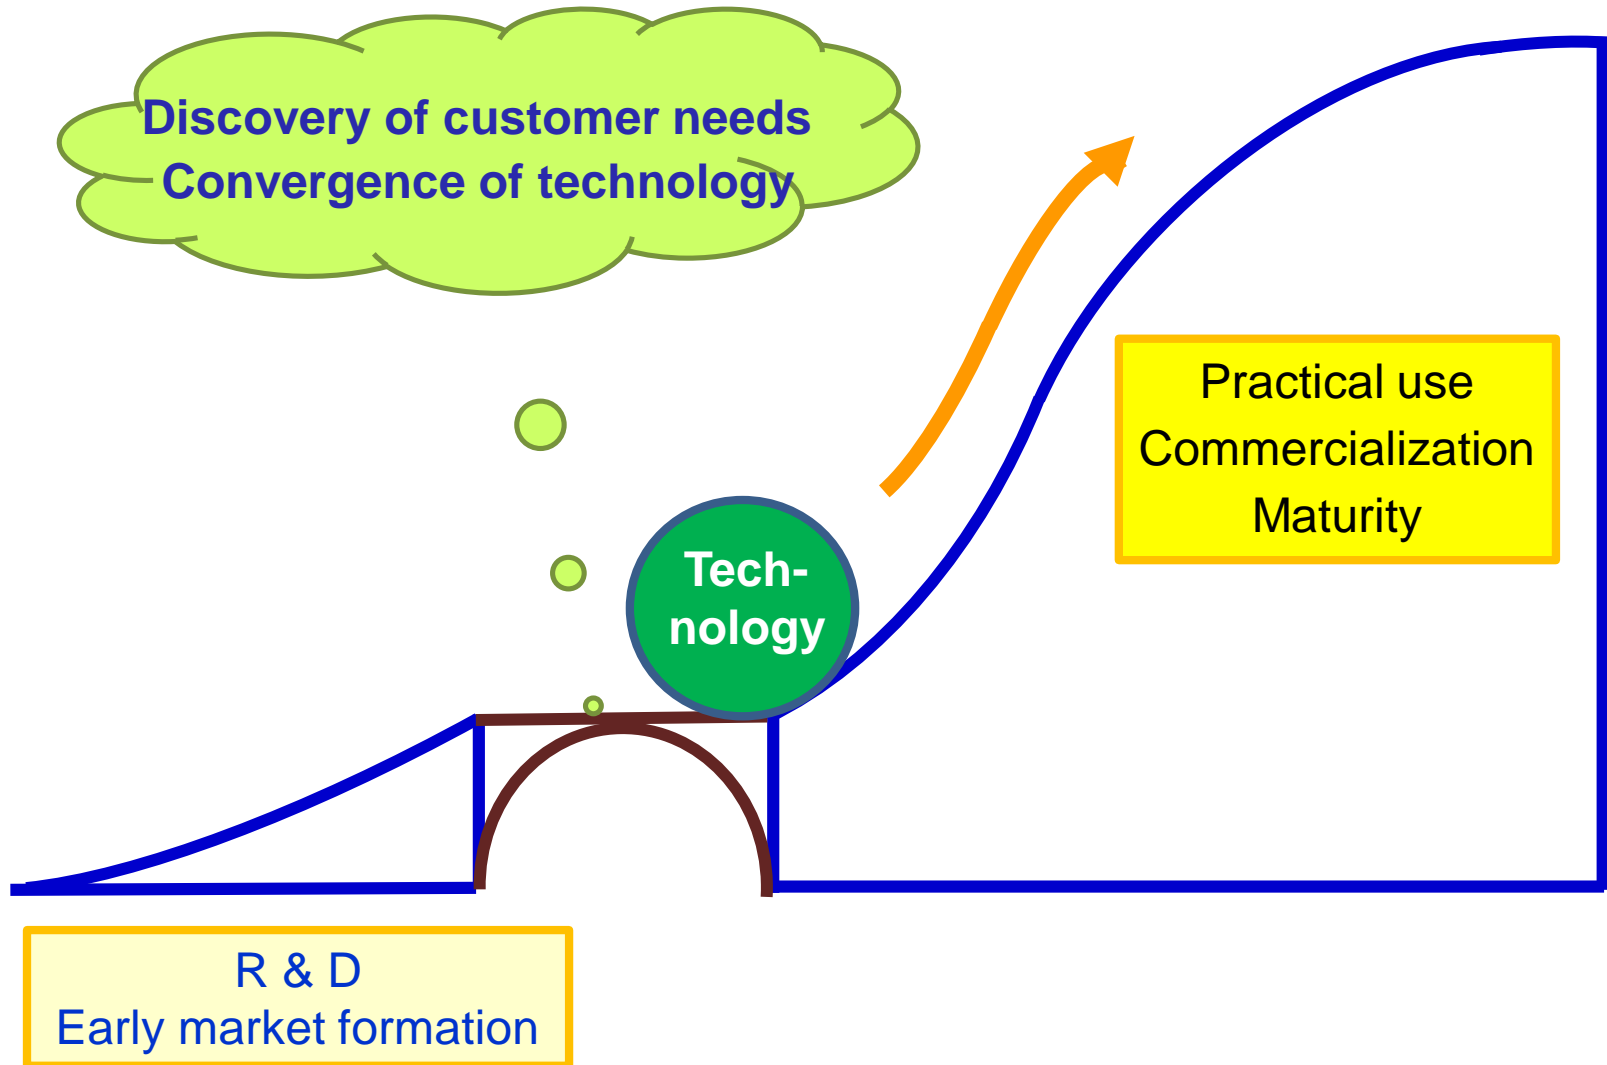 Discovery of customer needs
Convergence of technology
Practical use
Commercialization
Maturity
Tech-
nology
R & D
Early market formation